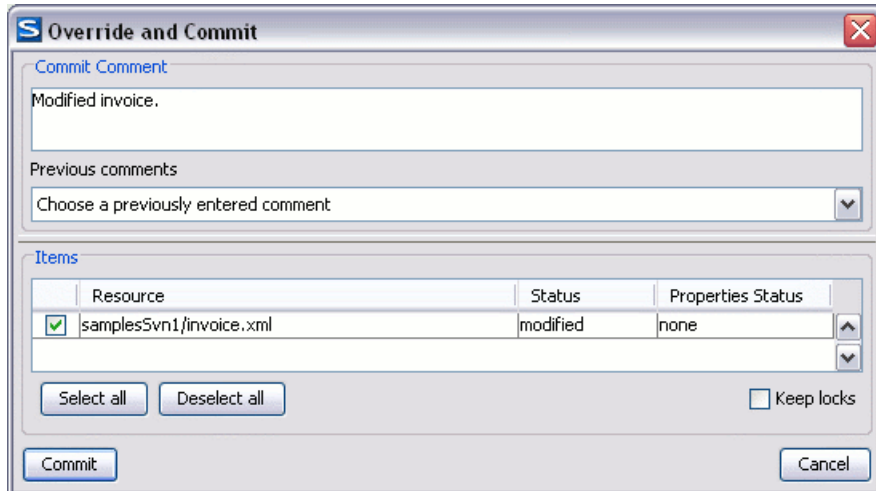 S Override and Commit
Commit Comment
Modified invoice.
Previous comments
Choose a previously entered comment
Items
Resource Status Properties Status
samplesSvn1/invoice.xml modified none
Select all Deselect all Keep locks
Commit Cancel